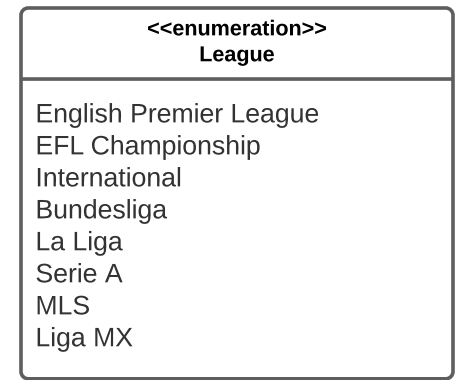 <<enumeration>>
League
English Premier League
EFL Championship
International
Bundesliga
La Liga
Serie A
MLS
Liga MX